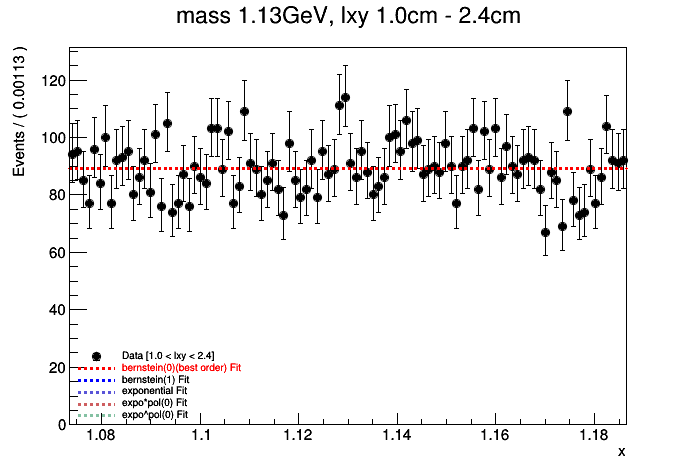 mass 1.13GeV, lxy 1.0cm - 2.4cm
Events / ( 0.00113 )
120
100
80
60
40
20
0
Data [1.0 < lxy < 2.4]
bernstein(0)(best order) Fit
bernstein(1) Fit
exponential Fit
expo*pol(0) Fit
expo^pol(0) Fit
1.08 1.1 1.12 1.14 1.16 1.18
x